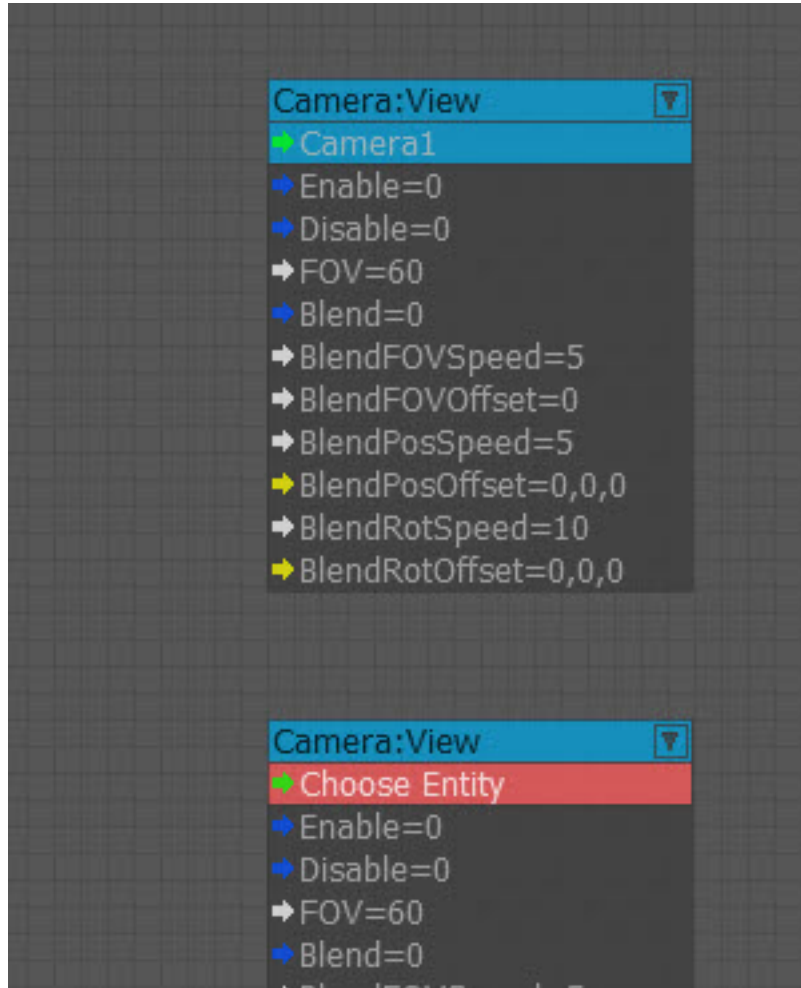 Camera:View
Camera1
Enable=0
Disable=0
FOV=60
Blend=0
BlendFOVSpeed=5
BlendFOVOffset=0
BlendPosSpeed=5
BlendPosOffset=0,0,0
BlendRotSpeed=10
BlendRotOffset=0,0,0
Camera:View
Choose Entity
Enable=0
Disable=0
FOV=60
Blend=0